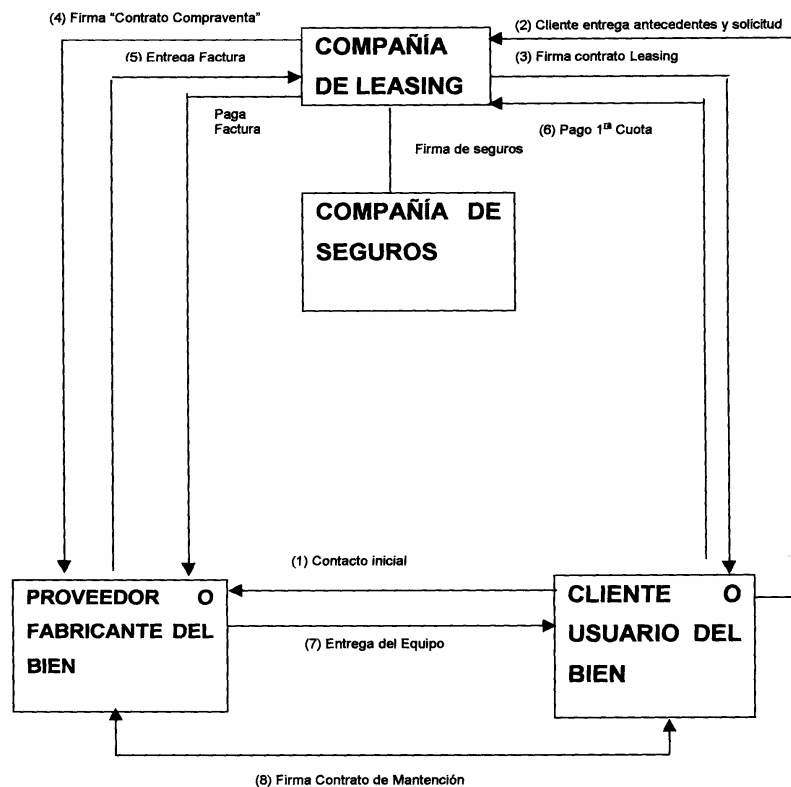 (4) Firma “Contrato Compraventa”
(2) Cliente entrega antecedentes y solicitud
(5) Entrega Factura
COMPAÑÍA
DE LEASING
(3) Firma contrato Leasing
Paga
Factura
(6) Pago 1ra Cuota
Firma de seguros
COMPAÑÍA DE
SEGUROS
(1) Contacto inicial
PROVEEDOR O
FABRICANTE DEL
BIEN
CLIENTE O
USUARIO DEL
BIEN
(7) Entrega del Equipo
(8) Firma Contrato de Mantención